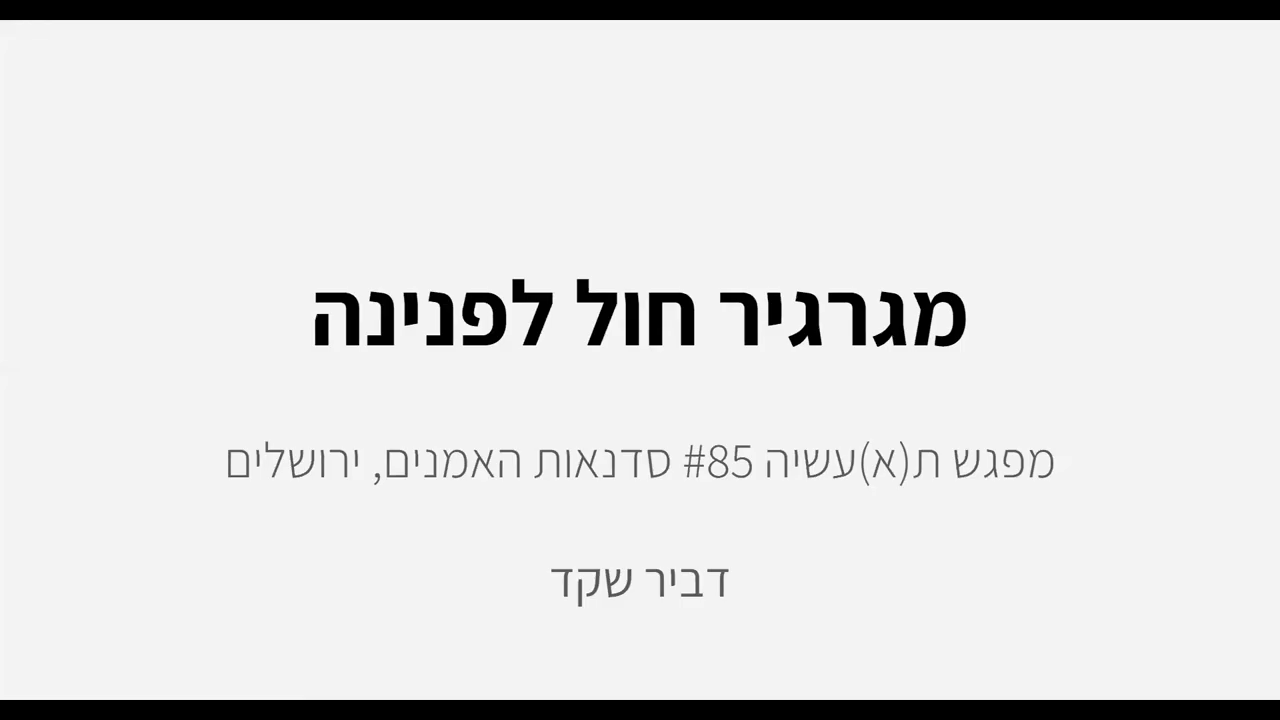 מגרגיר חול לפנינה
מפגש ת(א)עשיה #85 סדנאות האמנים, ירושלים
דביר שקד